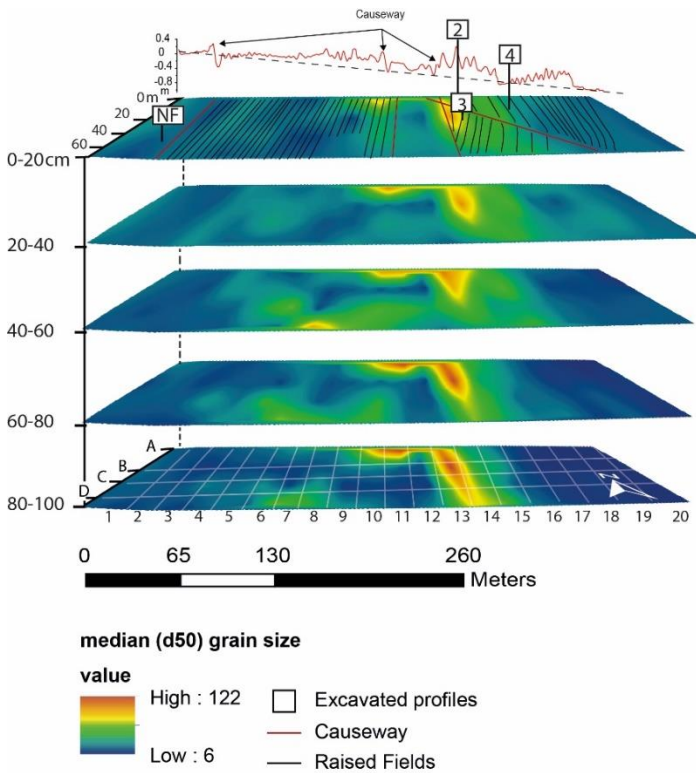 Causeway
0.4
0
-0.4
-0.8
m
2
4
3
NF
0m
20
40
60
0-20cm
20-40
40-60
60-80
80-100
A
B
C
D
1 2 3 4 5 6 7 8 9 10 11 12 13 14 15 16 17 18 19 20
N
0 65 130 260
Meters
median (d50) grain size
value
High : 122
Low : 6
Excavated profiles
Causeway
Raised Fields